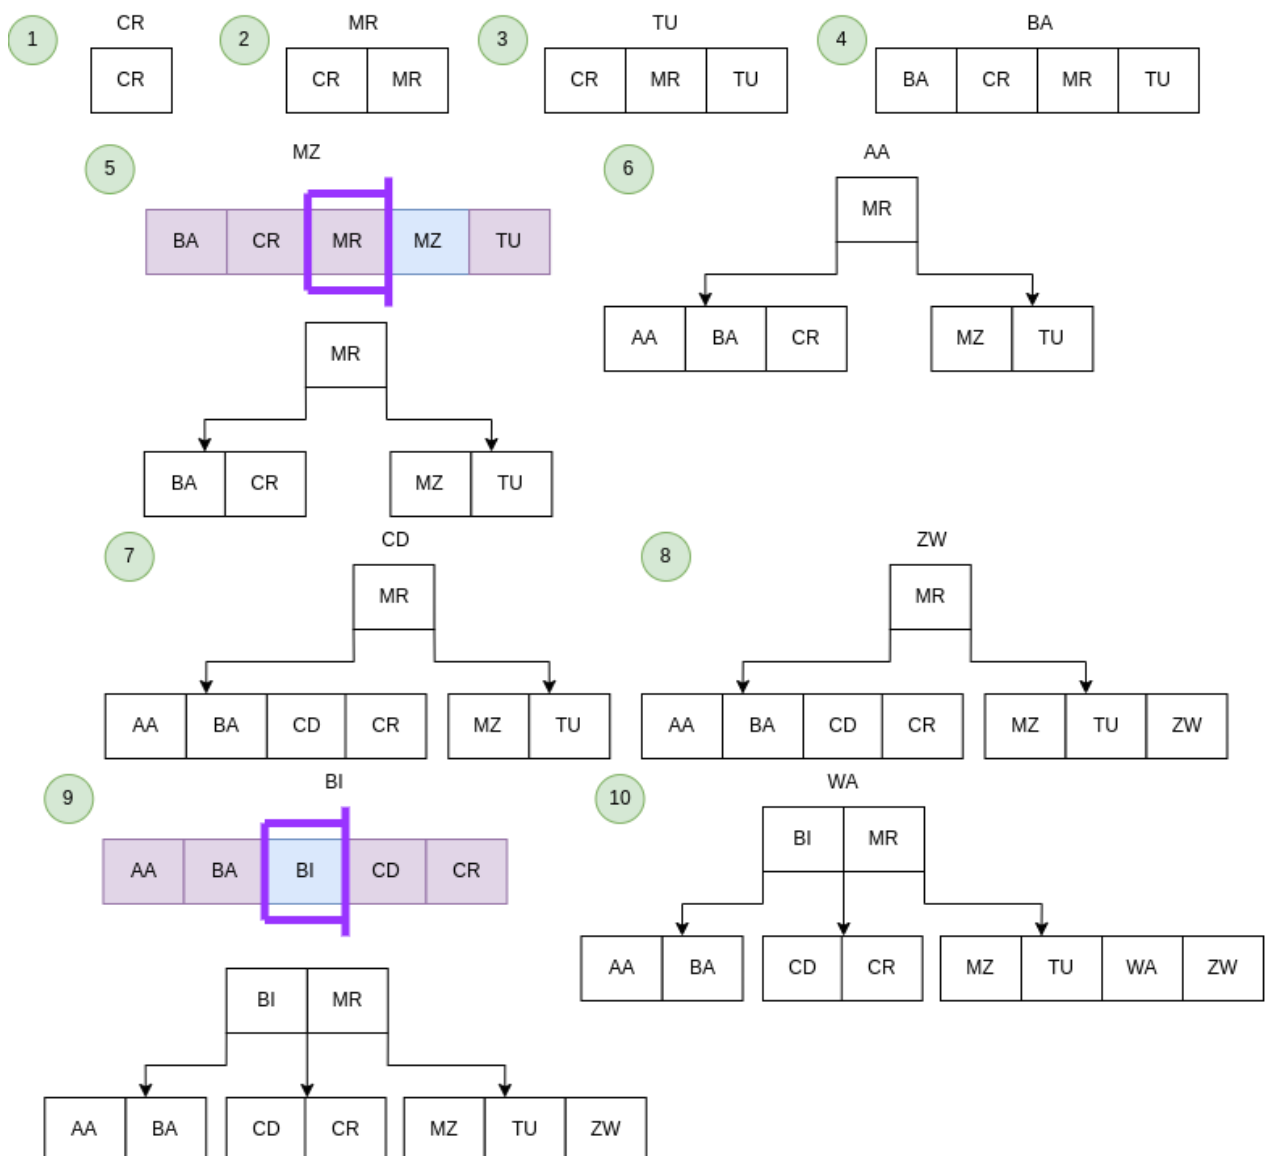 1 CR
CR
2 MR
CR MR
3 TU
CR MR TU
4 BA
BA CR MR TU
5 MZ
BA CR MR MZ TU
MR
BA CR
MZ TU
6 AA
MR
AA BA CR
MZ TU
7 CD
MR
AA BA CD CR
MZ TU
8 ZW
MR
AA BA CD CR
MZ TU ZW
9 BI
AA BA BI CD CR
BI MR
AA BA
CD CR
MZ TU ZW
10 WA
BI MR
AA BA
CD CR
MZ TU WA ZW